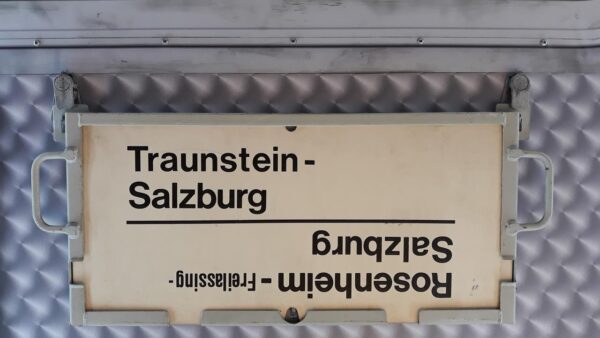 Traunstein-
Salzburg
Rosenheim - Freilassing -
Salzburg